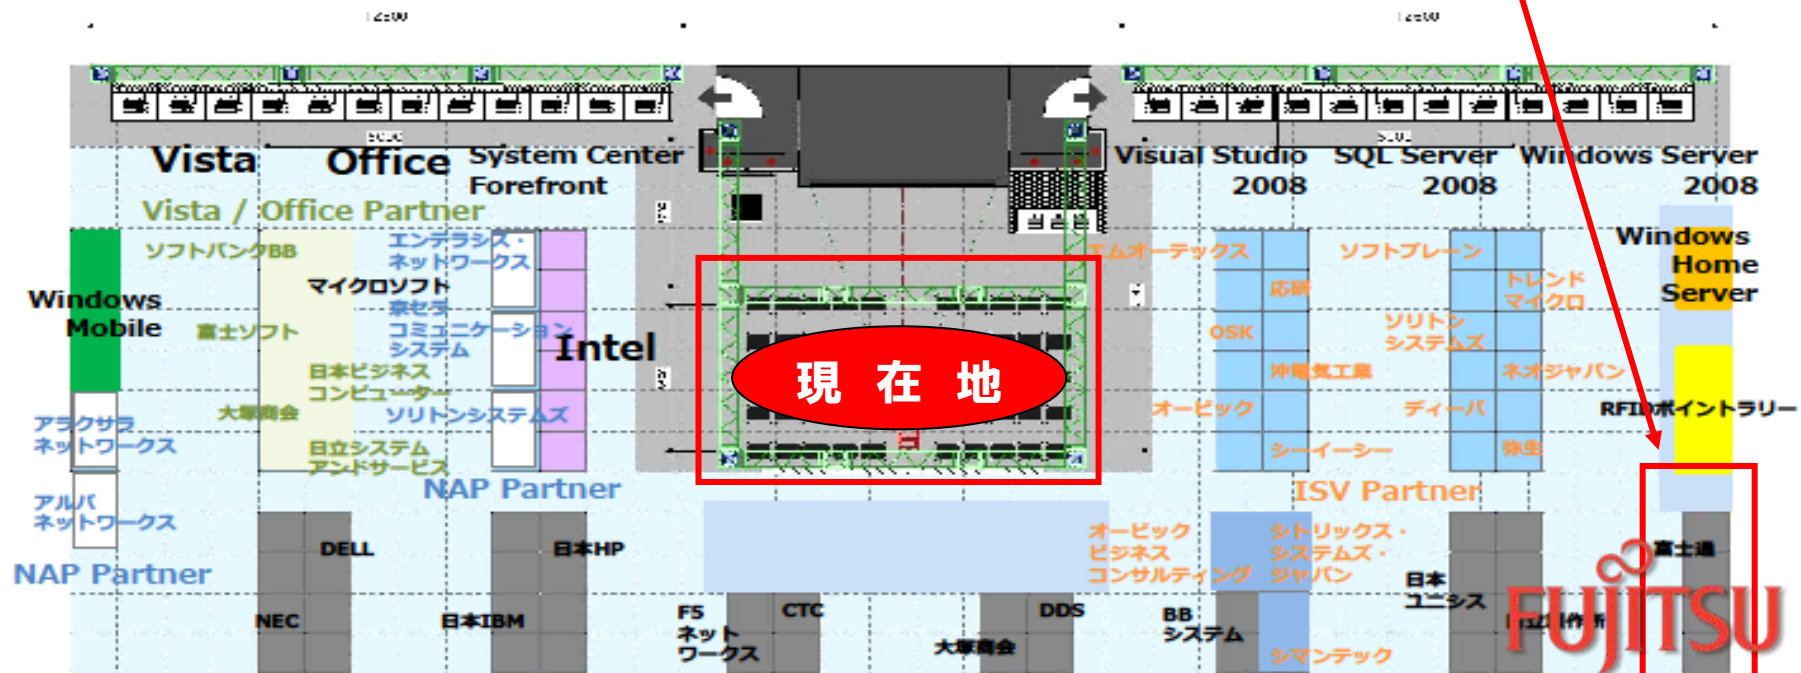 Vista
Office
System Center
Forefront
Visual Studio
2008
SQL Server
2008
Windows Server
2008
Vista / Office Partner
ソフトバンクBB
エンテラシス・
ネットワークス
マイクロソフト
京セラ
コミュニケーション
システム
Windows
Mobile
富士ソフト
Intel
日本ビジネス
コンピューター
大塚商会
ソリトンシステムズ
アラクサラ
ネットワークス
日立システム
アンドサービス
NAP Partner
アルバ
ネットワークス
NAP Partner
現 在 地
エムオーテックス
応研
OSK
沖電気工業
オービック
シーイーシー
ソフトブレーン
トレンド
マイクロ
ソリトン
システムズ
ネオジャパン
ディーバ
弥生
Windows
Home
Server
RFIDポイントラリー
ISV Partner
DELL
日本HP
NEC
日本IBM
F5
ネット
ワークス
CTC
大塚商会
DDS
オービック
ビジネス
コンサルティング
シトリックス・
システムズ・
ジャパン
BB
システム
シマンテック
日本
ユニシス
富士通
FUJITSU